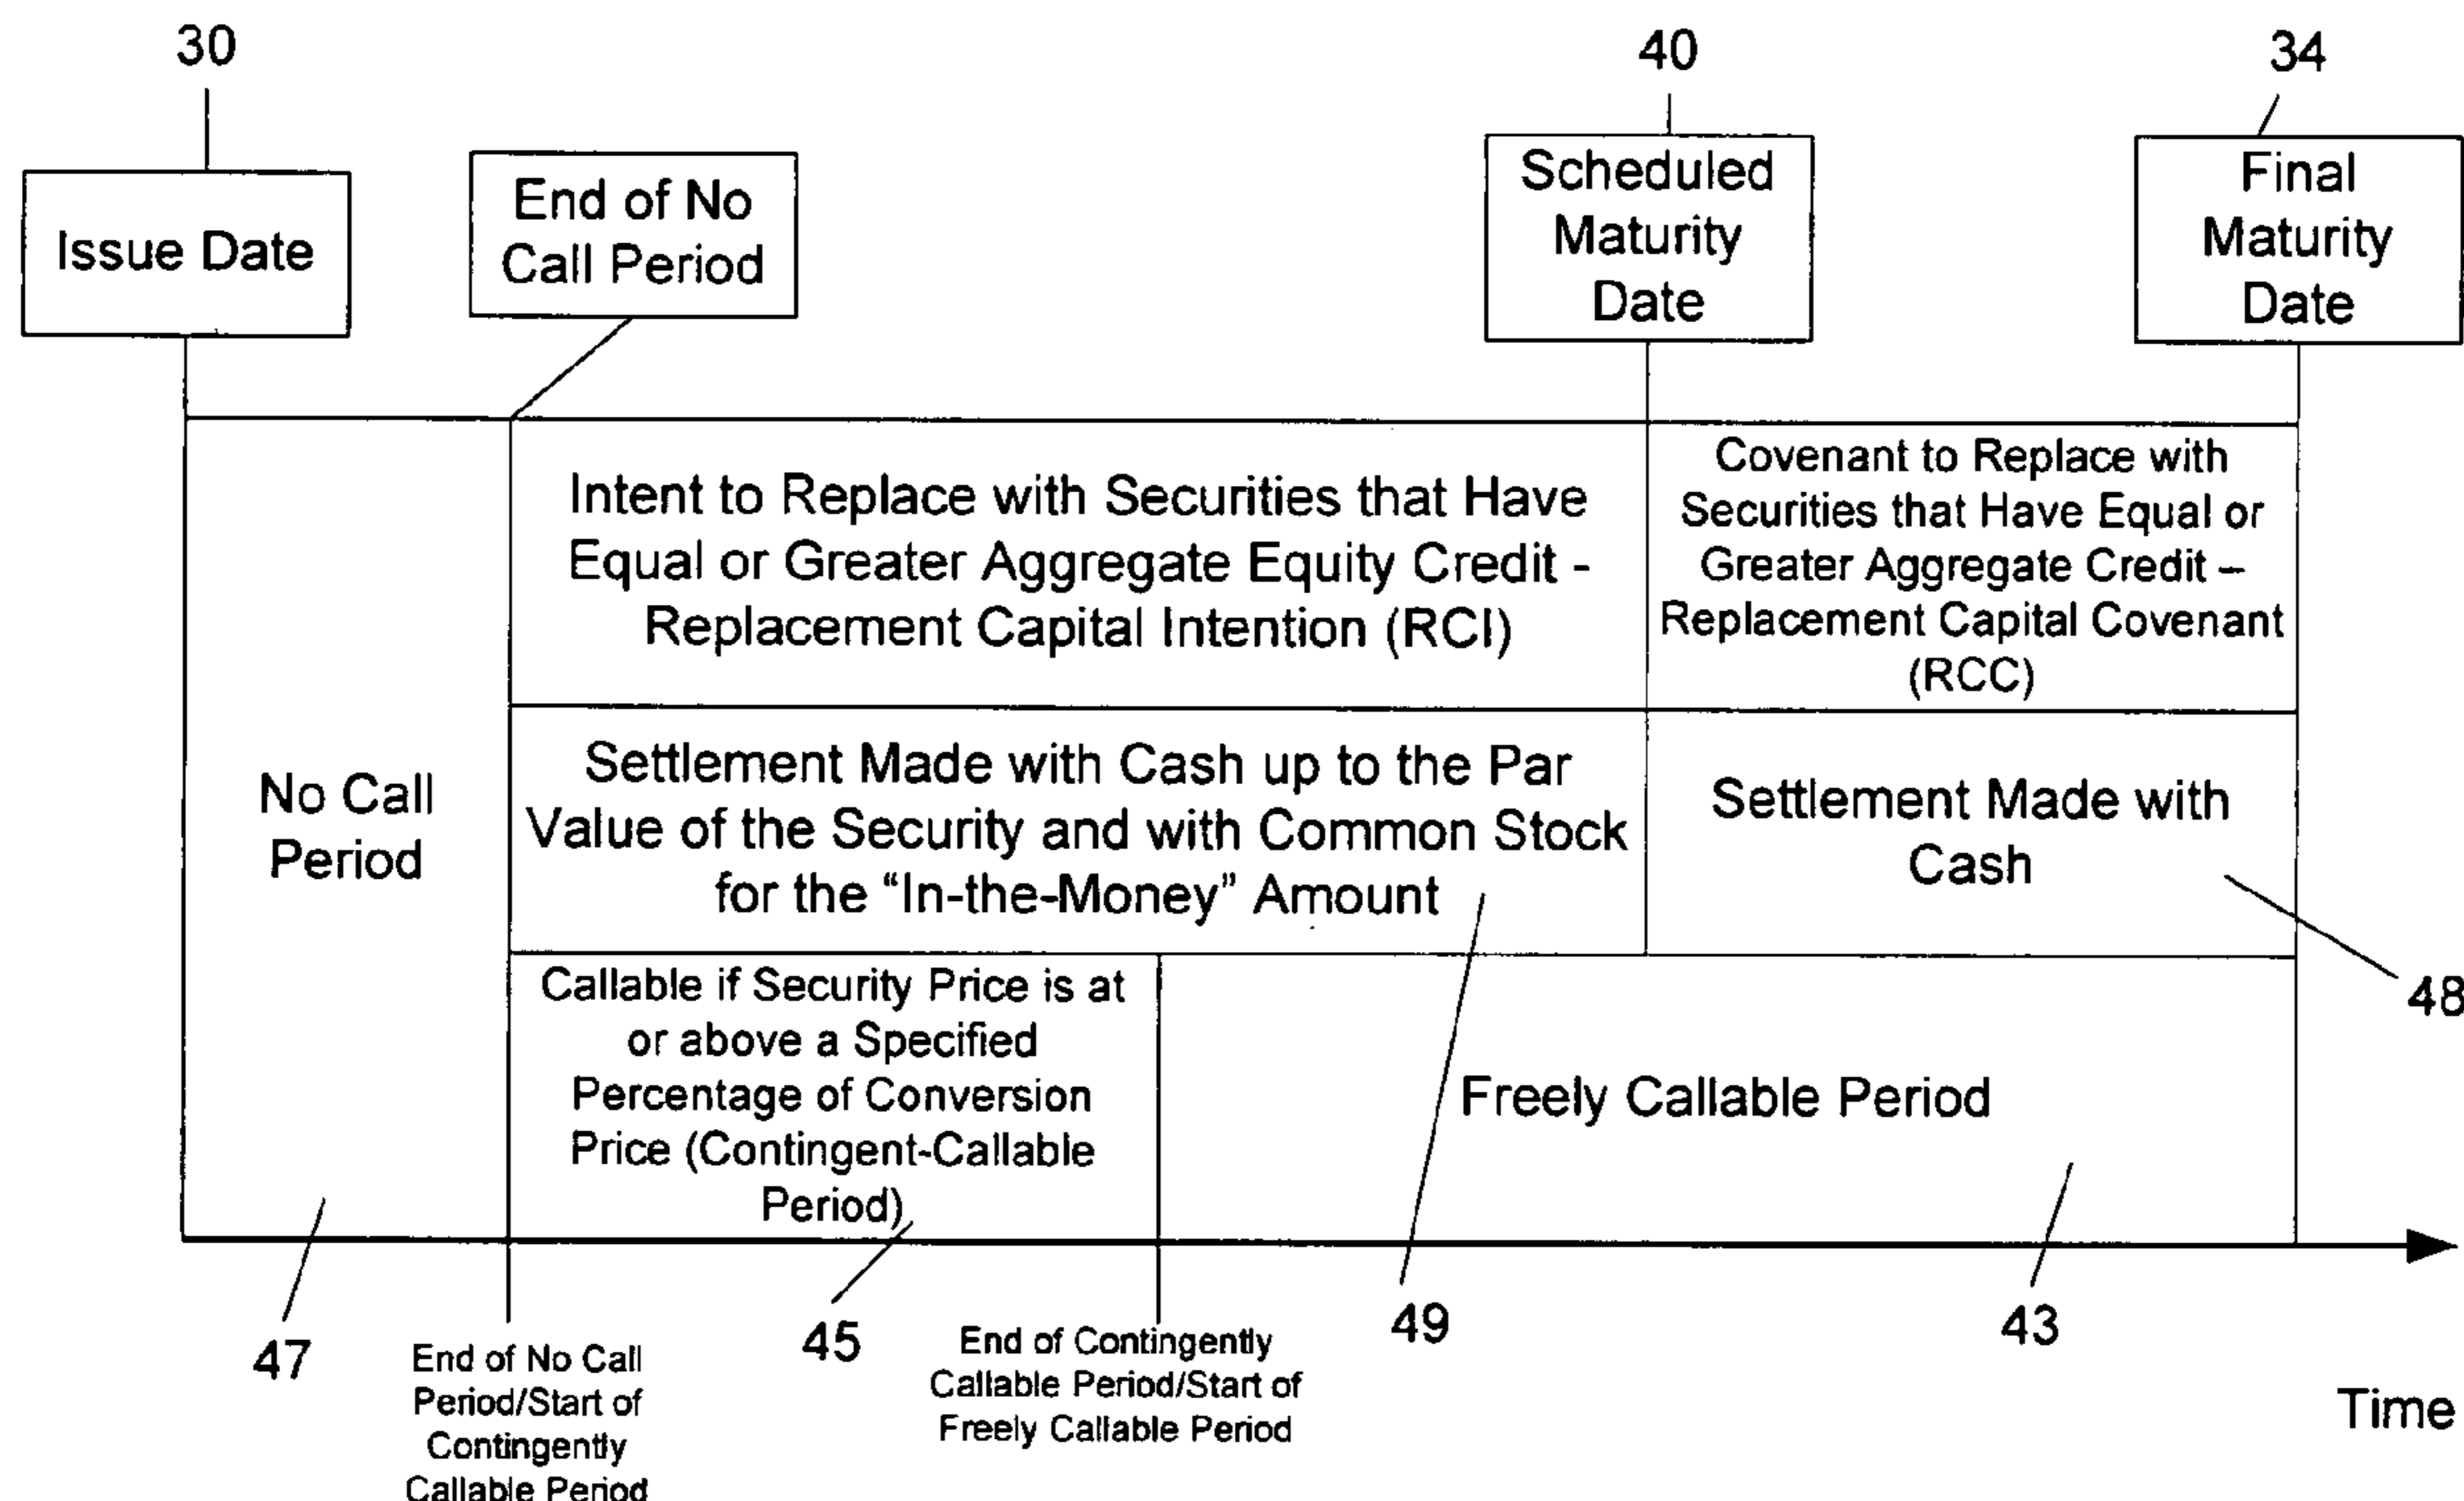 30
40
34
Issue Date
End of No
Call Period
Scheduled
Maturity
Date
Final
Maturity
Date
Intent to Replace with Securities that Have
Equal or Greater Aggregate Equity Credit -
Replacement Capital Intention (RCI)
Covenant to Replace with
Securities that Have Equal or
Greater Aggregate Credit –
Replacement Capital Covenant
(RCC)
No Call
Period
Settlement Made with Cash up to the Par
Value of the Security and with Common Stock
for the “In-the-Money” Amount
Settlement Made with
Cash
48
Callable if Security Price is at
or above a Specified
Percentage of Conversion
Price (Contingent-Callable
Period)
Freely Callable Period
47
End of No Call
Period/Start of
Contingently
Callable Period
45
End of Contingently
Callable Period/Start of
Freely Callable Period
49
43
Time